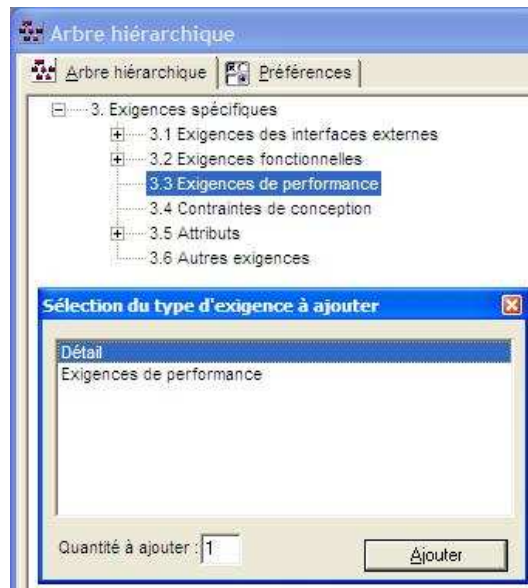 Arbre hiérarchique
Arbre hiérarchique Préférences
3. Exigences spécifiques
3.1 Exigences des interfaces externes
3.2 Exigences fonctionnelles
3.3 Exigences de performance
3.4 Contraintes de conception
3.5 Attributs
3.6 Autres exigences
Sélection du type d'exigence à ajouter
Détail
Exigences de performance
Quantité à ajouter : 1 Ajouter